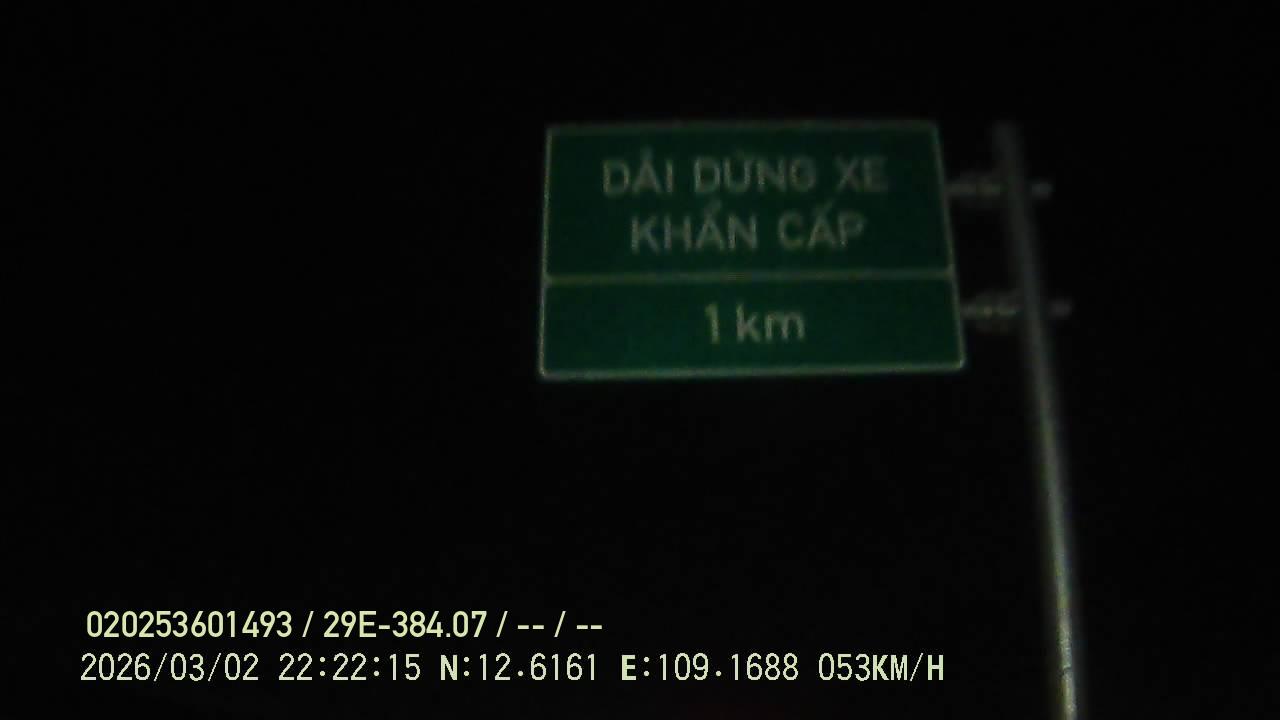 DẢI DỪNG XE
KHẨN CẤP
1 km
020253601493 / 29E-384.07 / -- / --
2026/03/02 22:22:15 N:12.6161 E:109.1688 053KM/H